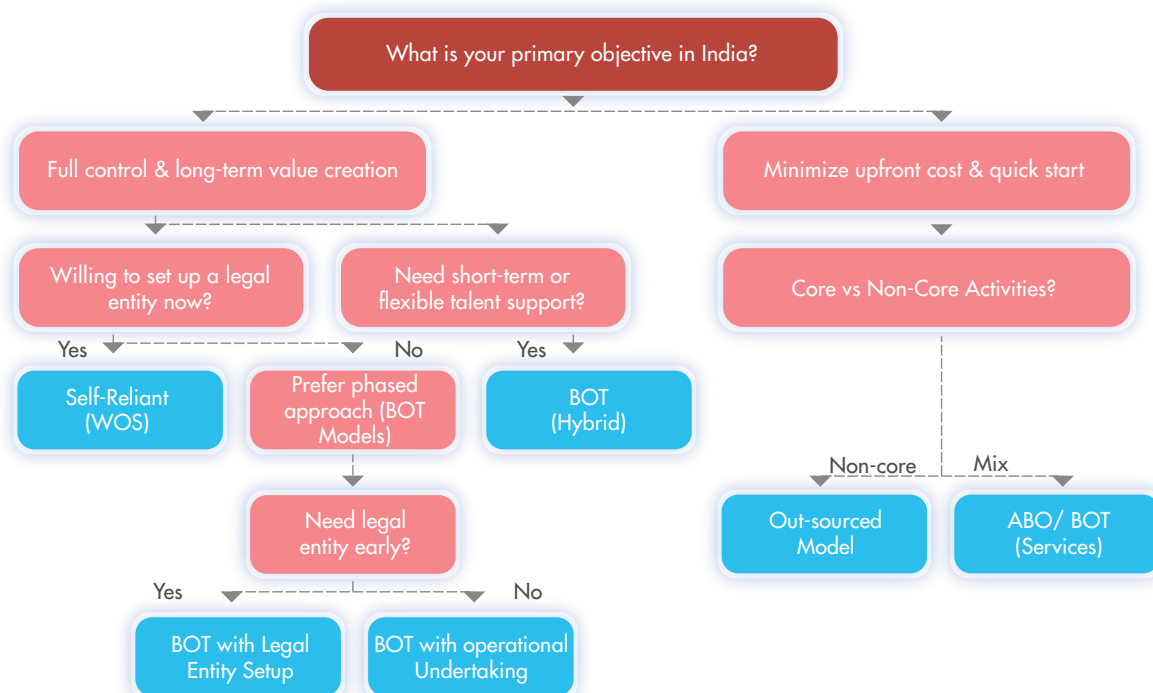 What is your primary objective in India?
Full control & long-term value creation
Minimize upfront cost & quick start
Willing to set up a legal
entity now?
Need short-term or
flexible talent support?
Core vs Non-Core Activities?
Yes
No
Yes
Self-Reliant
(WOS)
Prefer phased
approach (BOT
Models)
BOT
(Hybrid)
Non-core
Mix
Need legal
entity early?
Out-sourced
Model
ABO/ BOT
(Services)
Yes
No
BOT with Legal
Entity Setup
BOT with operational
Undertaking